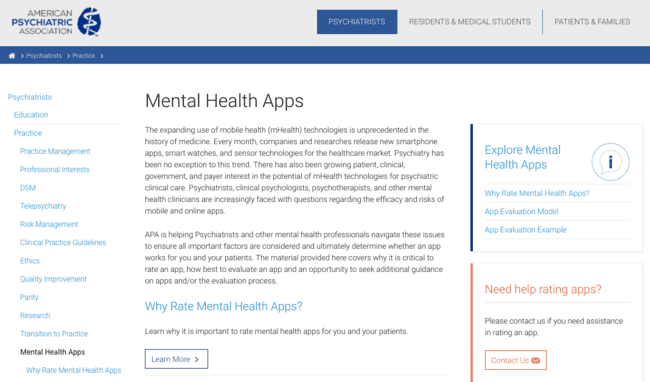 AMERICAN
PSYCHIATRIC
ASSOCIATION
PSYCHIATRISTS
RESIDENTS & MEDICAL STUDENTS
PATIENTS & FAMILIES
Psychiatrists
Practice
Psychiatrists
Education
Practice
Practice Management
Professional Interests
DSM
Telepsychiatry
Risk Management
Clinical Practice Guidelines
Ethics
Quality Improvement
Parity
Research
Transition to Practice
Mental Health Apps
Why Rate Mental Health Apps
Mental Health Apps
The expanding use of mobile health (mHealth) technologies is unprecedented in the
history of medicine. Every month, companies and researches release new smartphone
apps, smart watches, and sensor technologies for the healthcare market. Psychiatry has
been no exception to this trend. There has also been growing patient, clinical,
government, and payer interest in the potential of mHealth technologies for psychiatric
clinical care. Psychiatrists, clinical psychologists, psychotherapists, and other mental
health clinicians are increasingly faced with questions regarding the efficacy and risks of
mobile and online apps.
APA is helping Psychiatrists and other mental health professionals navigate these issues
to ensure all important factors are considered and ultimately determine whether an app
works for you and your patients. The material provided here covers why it is critical to
rate an app, how best to evaluate an app and an opportunity to seek additional guidance
on apps and/or the evaluation process.
Why Rate Mental Health Apps?
Learn why it is important to rate mental health apps for you and your patients.
Learn More
Explore Mental
Health Apps
Why Rate Mental Health Apps?
App Evaluation Model
App Evaluation Example
Need help rating apps?
Please contact us if you need assistance
in rating an app.
Contact Us